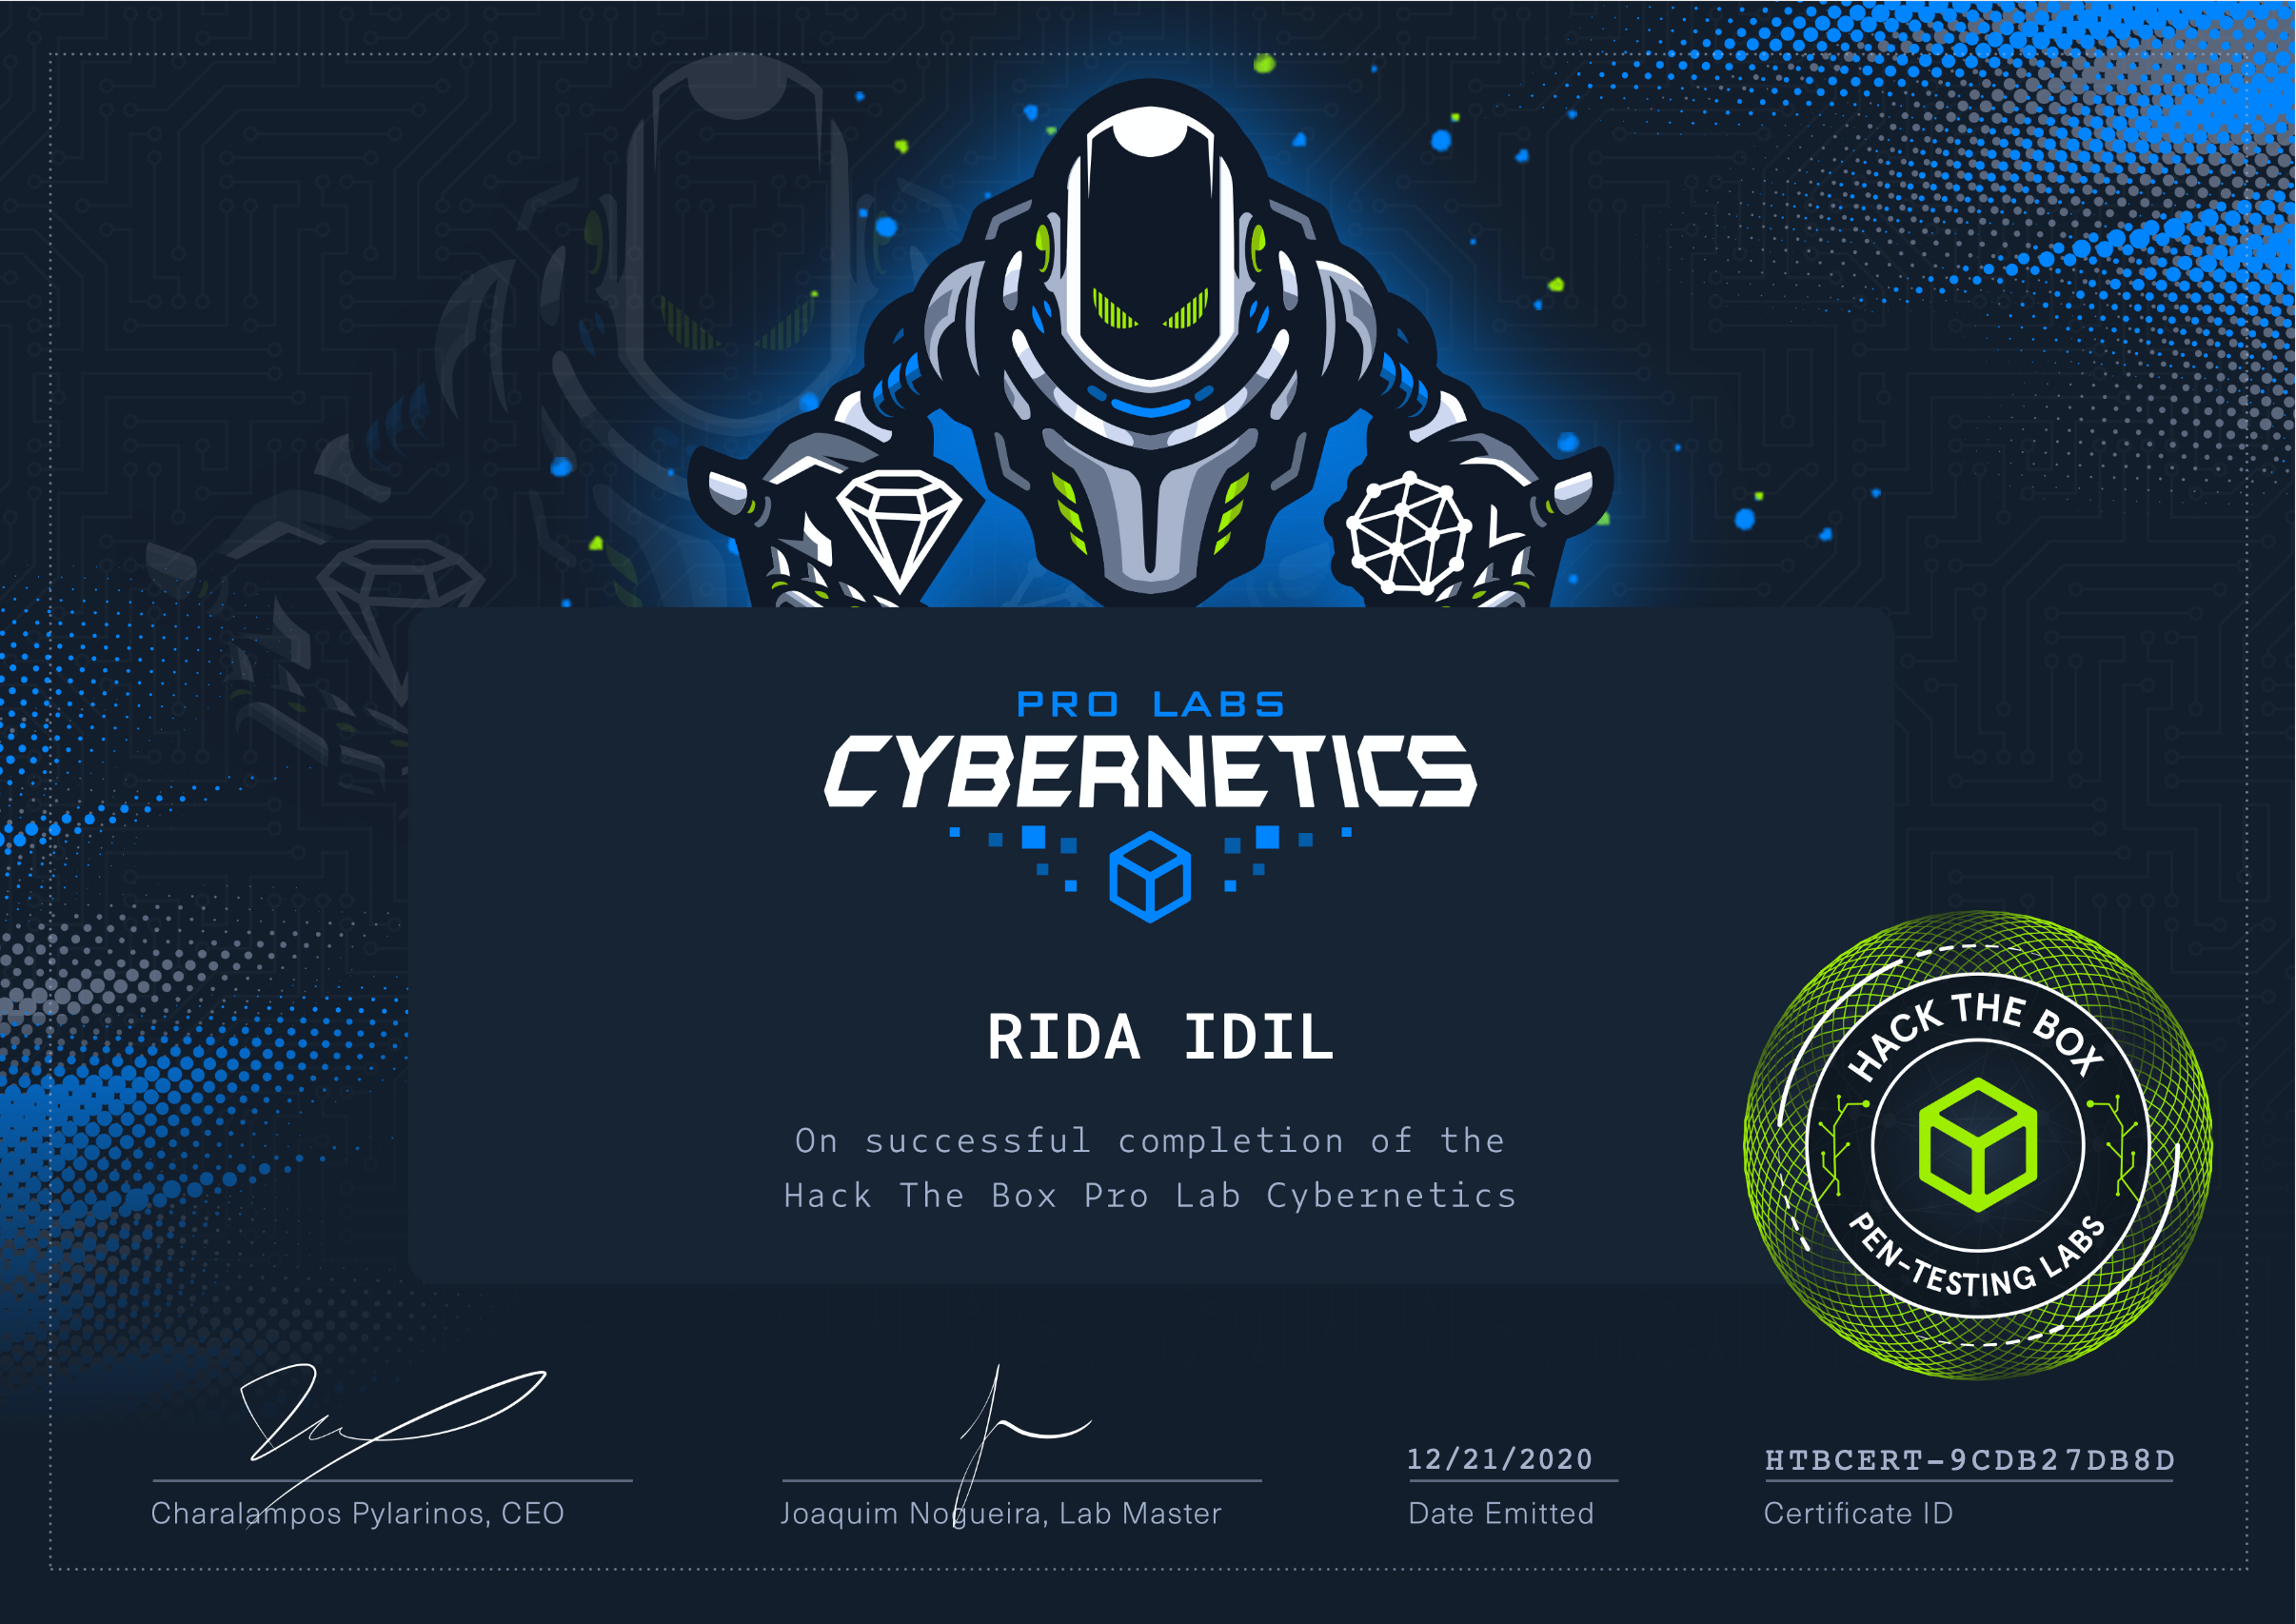 PRO LABS
CYBERNETICS
RIDA IDIL
On successful completion of the
Hack The Box Pro Lab Cybernetics
HACK THE BOX
PEN-TESTING LABS
12/21/2020
HTBCERT-9CDB27DB8D
Charalampos Pylarinos, CEO
Joaquim Nogueira, Lab Master
Date Emitted
Certificate ID